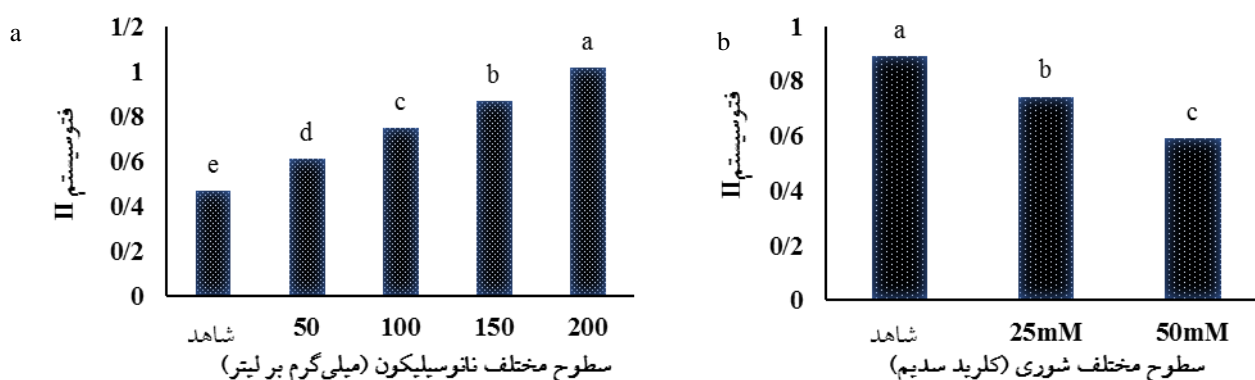 a
فتوسیستم II
1/2
1
0/8
0/6
0/4
0/2
0
e
d
c
b
a
شاهد 50 100 150 200
سطوح مختلف نانوسیلیکون (میلی‌گرم بر لیتر)
b
فتوسیستم II
1
0/8
0/6
0/4
0/2
0
a
b
c
شاهد 25mM 50mM
سطوح مختلف شوری (کلرید سدیم)